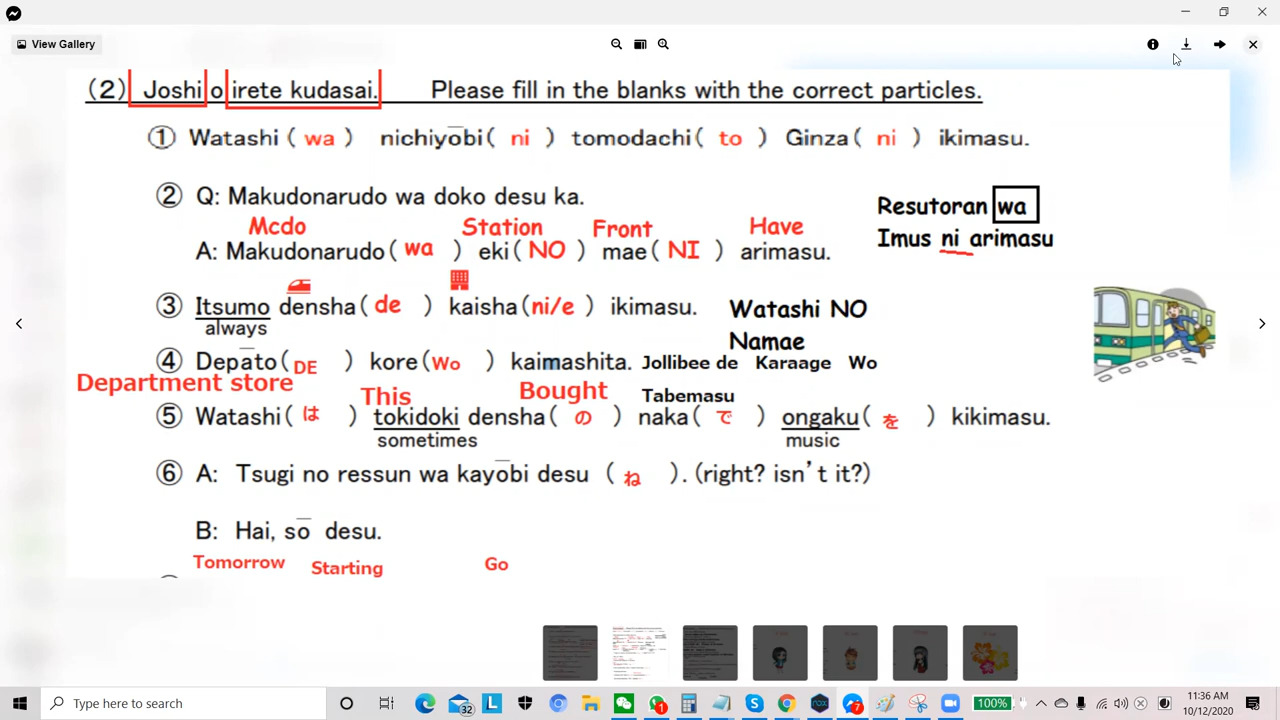 View Gallery
(2) Joshi o irete kudasai. Please fill in the blanks with the correct particles.
① Watashi ( wa ) nichiyōbi( ni ) tomodachi( to ) Ginza( ni ) ikimasu.
② Q: Makudonarudo wa doko desu ka.
Resutoran wa
Mcdo Station Front Have
Imus ni arimasu
A: Makudonarudo( wa ) eki( NO ) mae( NI ) arimasu.
③ Itsumo densha( de ) kaisha(ni/e ) ikimasu. Watashi NO
always
Namae
④ Depāto( DE ) kore( Wo ) kaimashita. Jollibee de Karaage Wo
Department store This Bought Tabemasu
⑤ Watashi( は ) tokidoki densha( の ) naka( で ) ongaku( を ) kikimasu.
sometimes music
⑥ A: Tsugi no ressun wa kayōbi desu ( ね ). (right? isn't it?)
B: Hai, sō desu.
Tomorrow Starting Go
Type here to search
32
1
7
100%
11:36 AM
10/12/2020